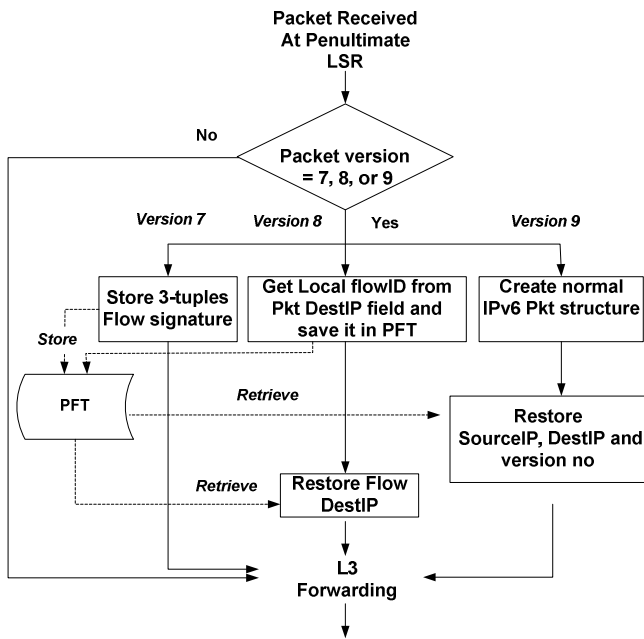 Packet Received
At Penultimate
LSR
No
Packet version
= 7, 8, or 9
Version 7
Version 8
Yes
Version 9
Store 3-tuples
Flow signature
Get Local flowID from
Pkt DestIP field and
save it in PFT
Create normal
IPv6 Pkt structure
Store
PFT
Retrieve
Restore
SourceIP, DestIP and
version no
Retrieve
Restore Flow
DestIP
L3
Forwarding